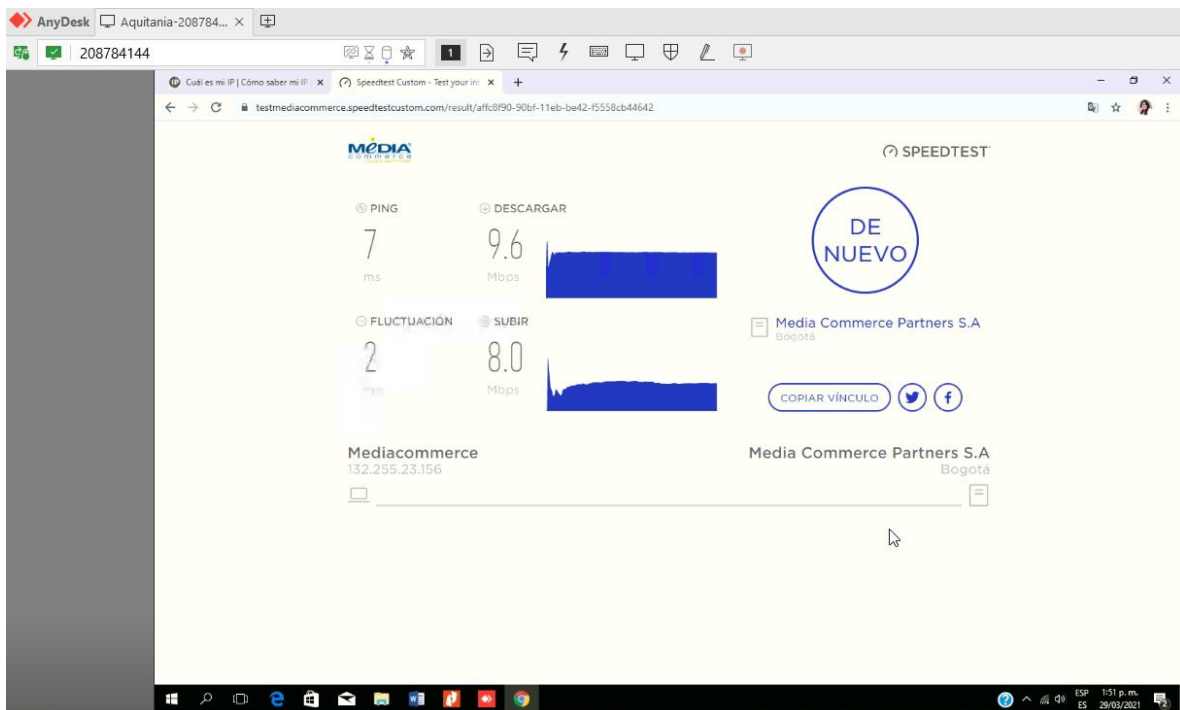 AnyDesk Aquitania-208784...
208784144 1
Cuál es mi IP | Cómo saber mi IP Speedtest Custom - Test your in
testmediacommerce.speedtestcustom.com/result/affc8f90-90bf-11eb-be42-f5558cb44642
MéDIA SPEEDTEST
commerce
PING DESCARGAR
7 9.6
ms Mbps
DE
NUEVO
FLUCTUACIÓN SUBIR
2 8.0
Mbps
Media Commerce Partners S.A
Bogotá
COPIAR VÍNCULO
Mediacommerce Media Commerce Partners S.A
132.255.23.156 Bogotá
ESP 1:51 p. m.
ES 29/03/2021